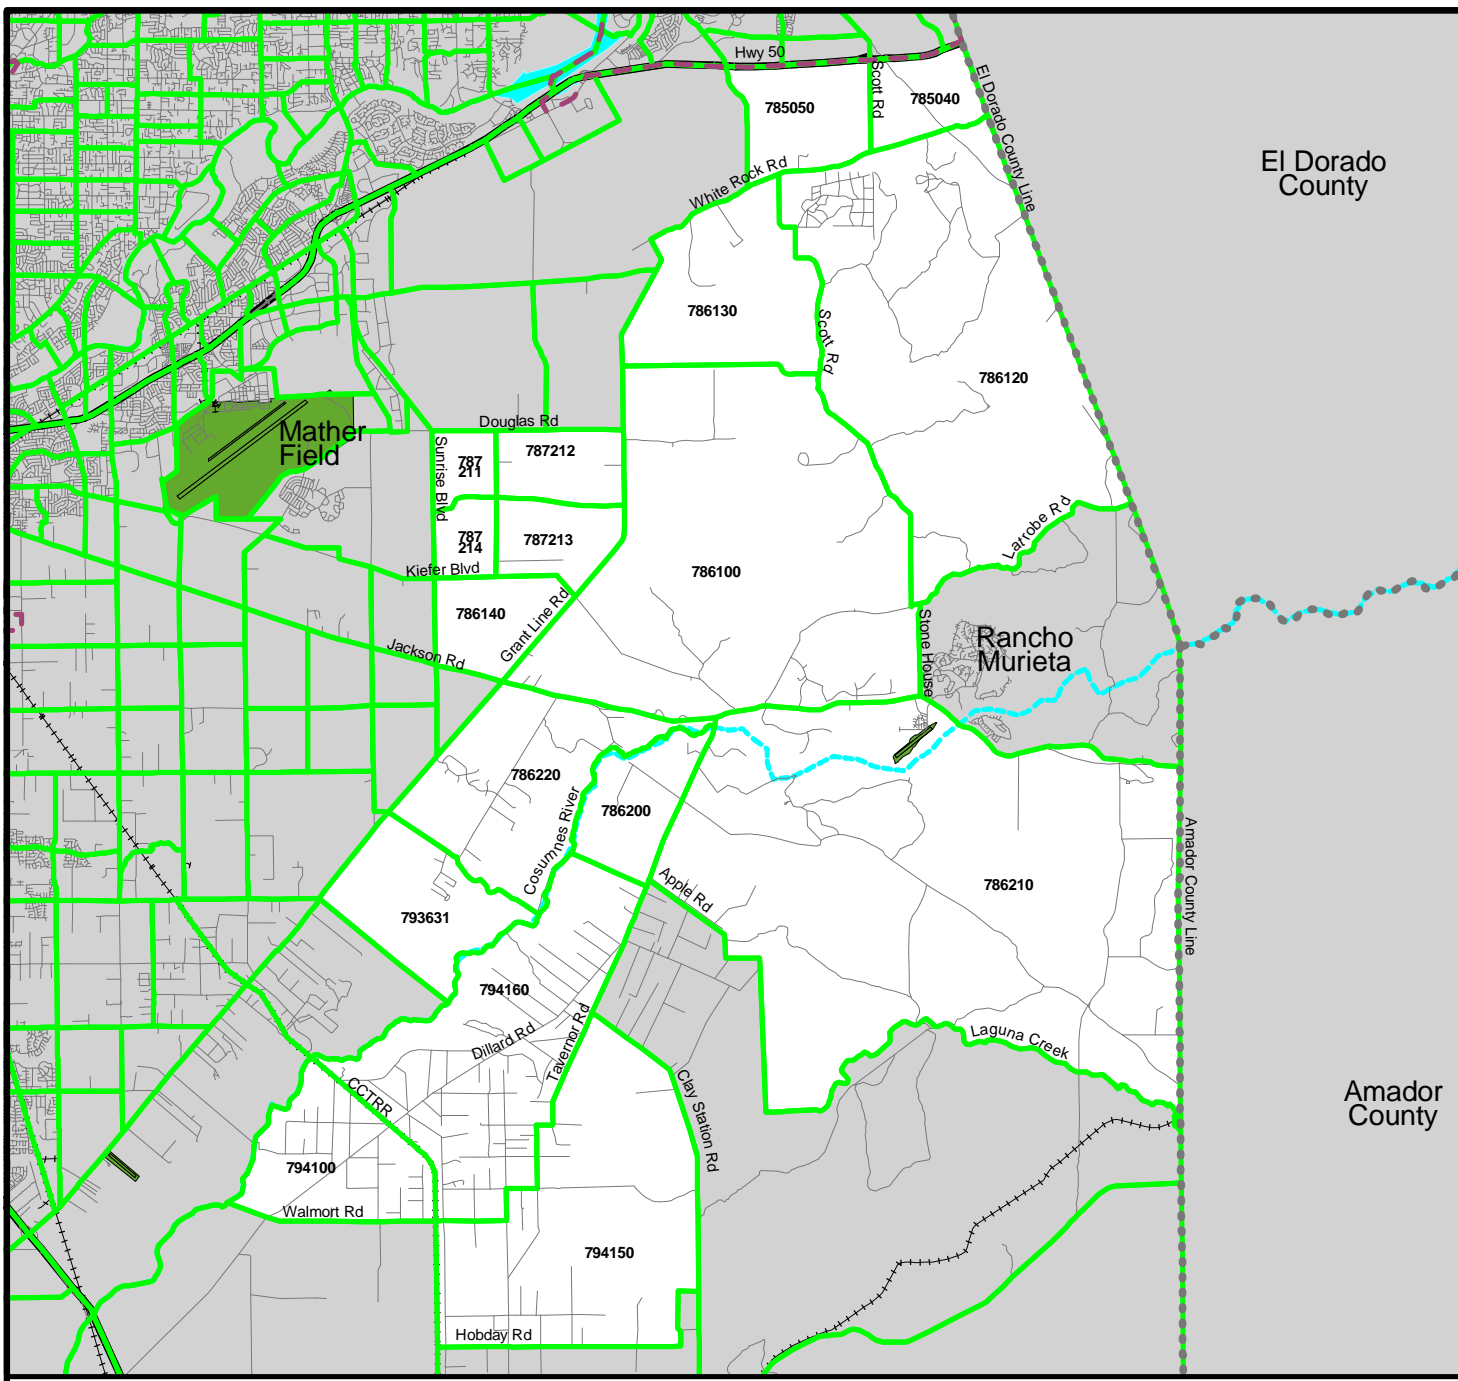 Hwy 50
Scott Rd
785050
785040
El Dorado County Line
El Dorado
County
White Rock Rd
786130
Scott Rd
786120
Mather
Field
Douglas Rd
Sunrise Blvd
787
211
787212
787
214
787213
Latrobe Rd
Kiefer Blvd
786100
786140
Grant Line Rd
Jackson Rd
Stone House
Rancho
Murieta
786220
Cosumnes River
786200
Apple Rd
786210
Amador County Line
793631
794160
Dillard Rd
Tavernor Rd
Laguna Creek
CCTRR
Clay Station Rd
Amador
County
794100
Walmort Rd
794150
Hobday Rd